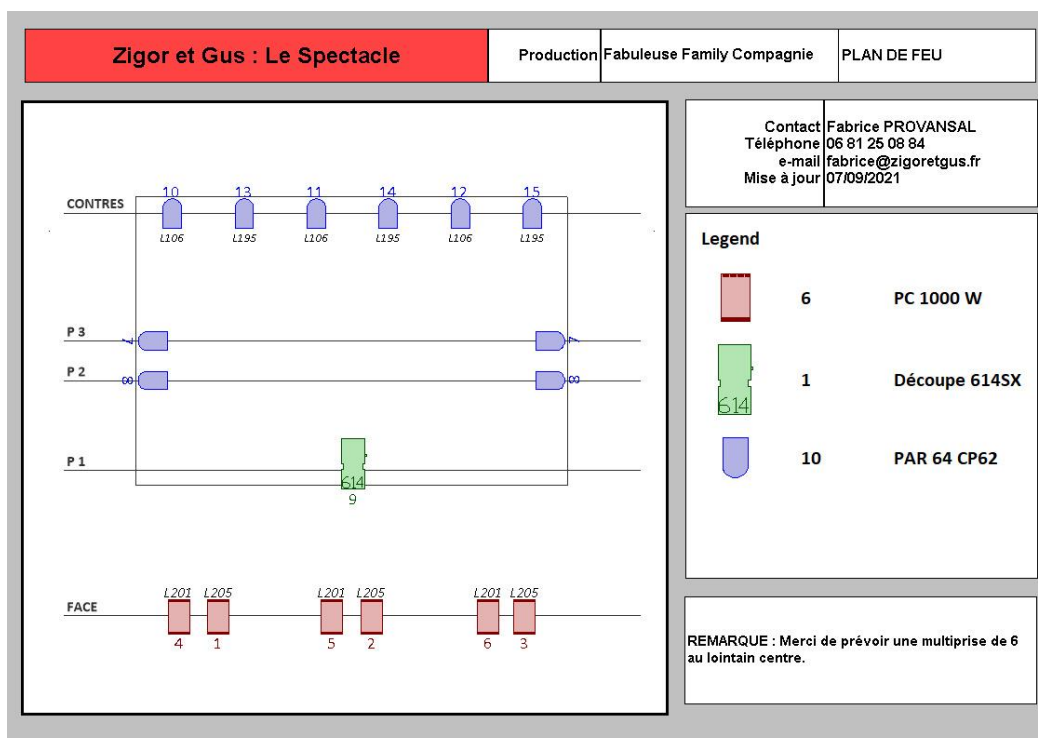 Zigor et Gus : Le Spectacle
Production Fabuleuse Family Compagnie PLAN DE FEU
Contact Fabrice PROVANSAL
Téléphone 06 81 25 08 84
e-mail fabrice@zigoretgus.fr
Mise à jour 07/09/2021
10 13 11 14 12 15
CONTRES
L106 L195 L106 L195 L106 L195
P 3
7 7
P 2
8 8
P 1
614
9
L201 L205 L201 L205 L201 L205
FACE
4 1 5 2 6 3
Legend
6 PC 1000 W
1 Découpe 614SX
614
10 PAR 64 CP62
REMARQUE : Merci de prévoir une multiprise de 6
au lointain centre.